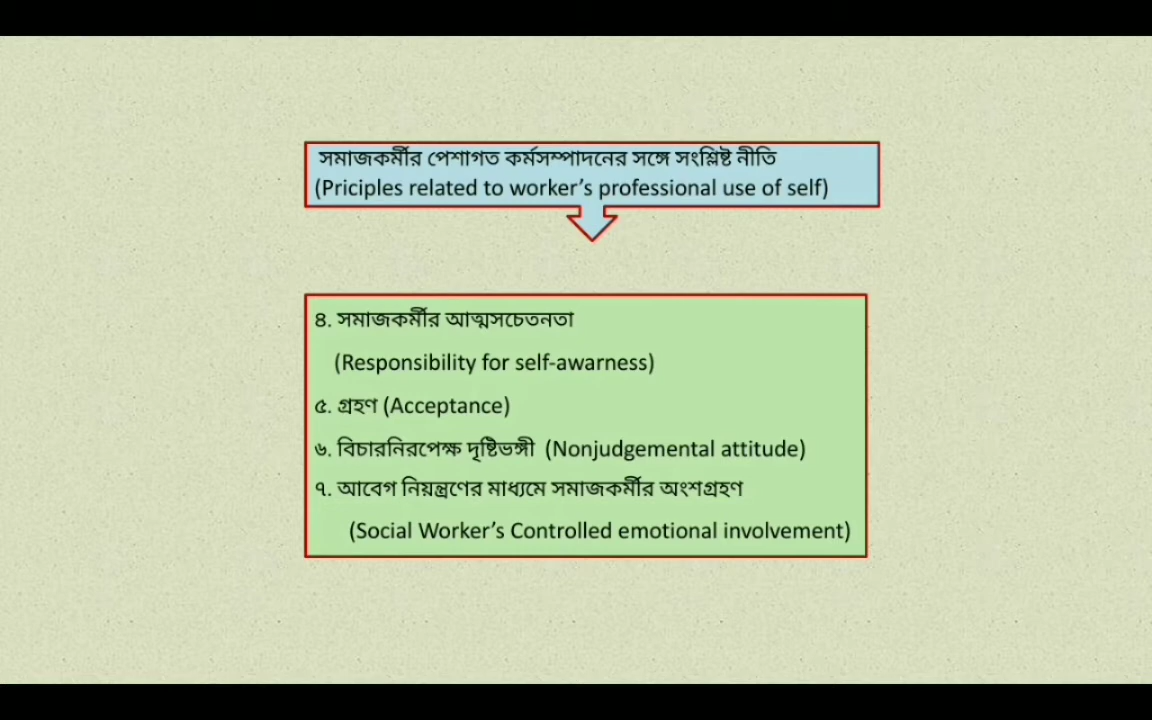 সমাজকর্মীর পেশাগত কর্মসম্পাদনের সঙ্গে সংশ্লিষ্ট নীতি
(Priciples related to worker’s professional use of self)
৪. সমাজকর্মীর আত্মসচেতনতা
(Responsibility for self-awarness)
৫. গ্রহণ (Acceptance)
৬. বিচারনিরপেক্ষ দৃষ্টিভঙ্গী (Nonjudgemental attitude)
৭. আবেগ নিয়ন্ত্রণের মাধ্যমে সমাজকর্মীর অংশগ্রহণ
(Social Worker’s Controlled emotional involvement)